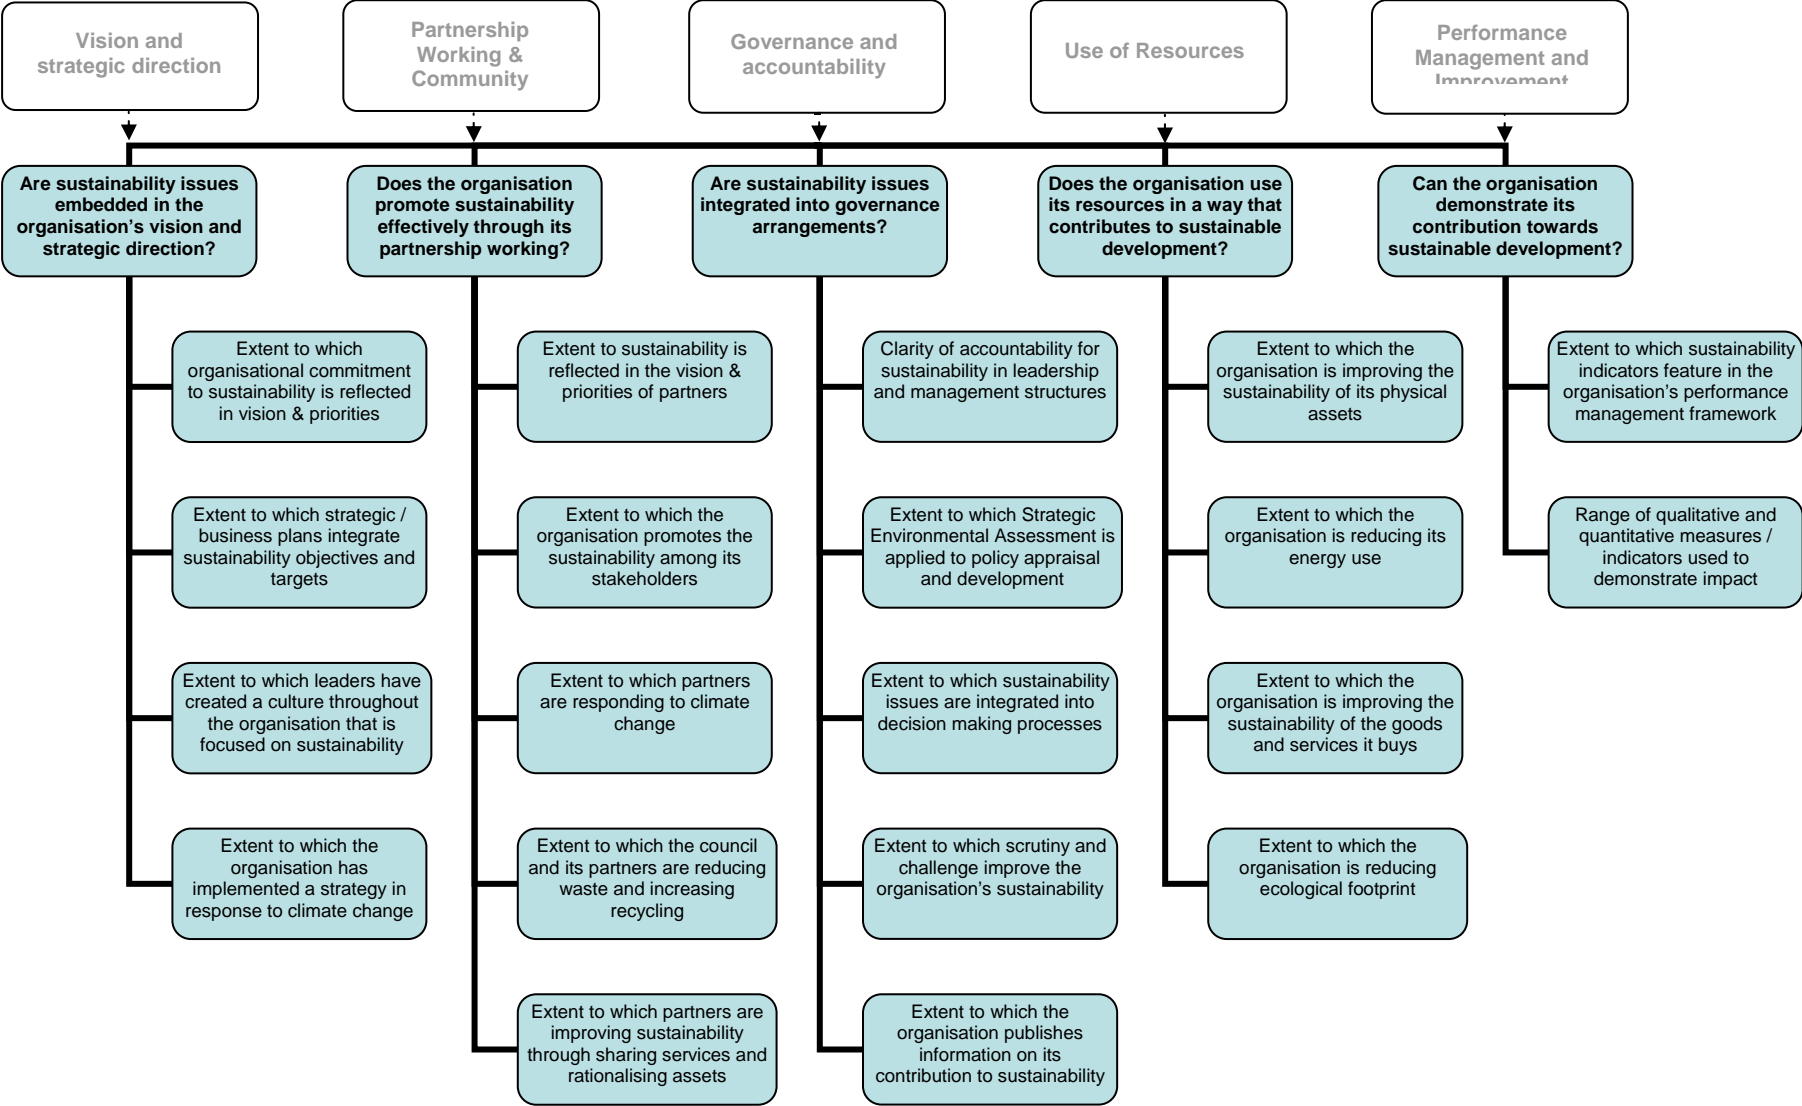 Vision and
strategic direction
Partnership
Working &
Community
Governance and
accountability
Use of Resources
Performance
Management and
Improvement
Are sustainability issues
embedded in the
organisation’s vision and
strategic direction?
Does the organisation
promote sustainability
effectively through its
partnership working?
Are sustainability issues
integrated into governance
arrangements?
Does the organisation use
its resources in a way that
contributes to sustainable
development?
Can the organisation
demonstrate its
contribution towards
sustainable development?
Extent to which
organisational commitment
to sustainability is reflected
in vision & priorities
Extent to which strategic /
business plans integrate
sustainability objectives and
targets
Extent to which leaders have
created a culture throughout
the organisation that is
focused on sustainability
Extent to which the
organisation has
implemented a strategy in
response to climate change
Extent to sustainability is
reflected in the vision &
priorities of partners
Extent to which the
organisation promotes the
sustainability among its
stakeholders
Extent to which partners
are responding to climate
change
Extent to which the council
and its partners are reducing
waste and increasing
recycling
Extent to which partners are
improving sustainability
through sharing services and
rationalising assets
Clarity of accountability for
sustainability in leadership
and management structures
Extent to which Strategic
Environmental Assessment is
applied to policy appraisal
and development
Extent to which sustainability
issues are integrated into
decision making processes
Extent to which scrutiny and
challenge improve the
organisation’s sustainability
Extent to which the
organisation publishes
information on its
contribution to sustainability
Extent to which the
organisation is improving the
sustainability of its physical
assets
Extent to which the
organisation is reducing its
energy use
Extent to which the
organisation is improving the
sustainability of the goods
and services it buys
Extent to which the
organisation is reducing
ecological footprint
Extent to which sustainability
indicators feature in the
organisation’s performance
management framework
Range of qualitative and
quantitative measures /
indicators used to
demonstrate impact